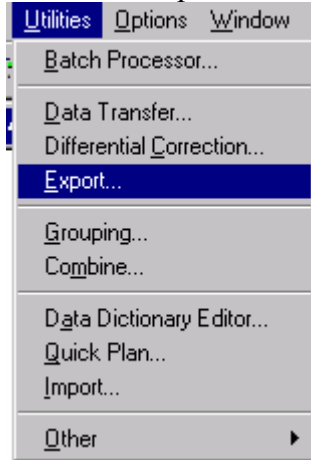 Utilities Options Window
Batch Processor...
Data Transfer...
Differential Correction...
Export...
Grouping...
Combine...
Data Dictionary Editor...
Quick Plan...
Import...
Other